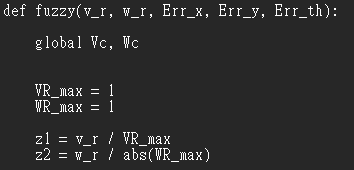 def fuzzy(v_r, w_r, Err_x, Err_y, Err_th):
global Vc, Wc
VR_max = 1
WR_max = 1
z1 = v_r / VR_max
z2 = w_r / abs(WR_max)